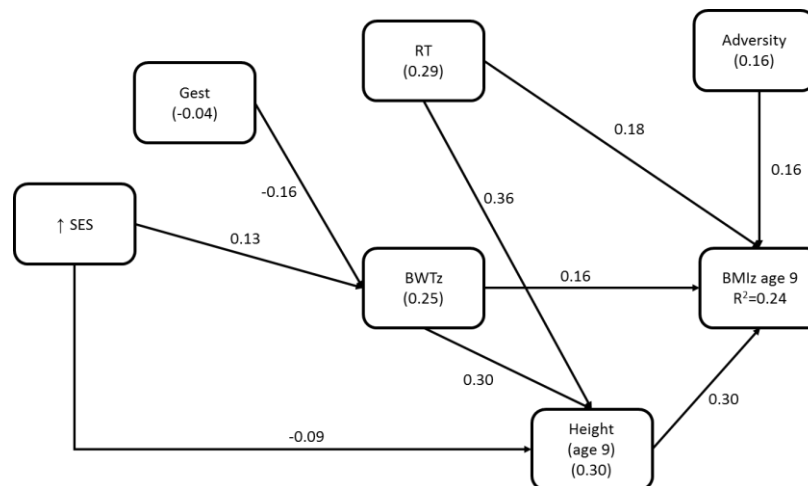 RT
(0.29)
Adversity
(0.16)
Gest
(-0.04)
0.18
0.16
-0.16
0.36
↑ SES
0.13
BWTz
(0.25)
0.16
BMIz age 9
R²=0.24
0.30
0.30
Height
(age 9)
(0.30)
-0.09